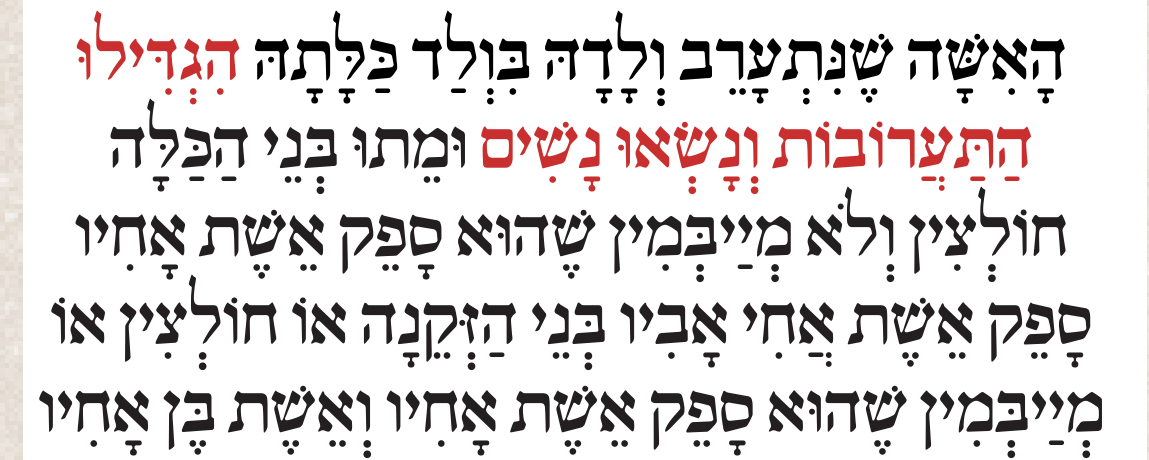 הָאִשָּׁה שֶׁנִּתְעָרֵב וְלָדָהּ בִּוְלַד כַּלָּתָהּ הִגְדִּילוּ
הַתַּעֲרוֹבוֹת וְנָשְׂאוּ נָשִׁים וּמֵתוּ בְּנֵי הַכַּלָּה
חוֹלְצִין וְלֹא מְיַיבְּמִין שֶׁהוּא סָפֵק אֵשֶׁת אָחִיו
סָפֵק אֵשֶׁת אֲחִי אָבִיו בְּנֵי הַזְּקֵנָה אוֹ חוֹלְצִין אוֹ
מְיַיבְּמִין שֶׁהוּא סָפֵק אֵשֶׁת אָחִיו וְאֵשֶׁת בֶּן אָחִיו